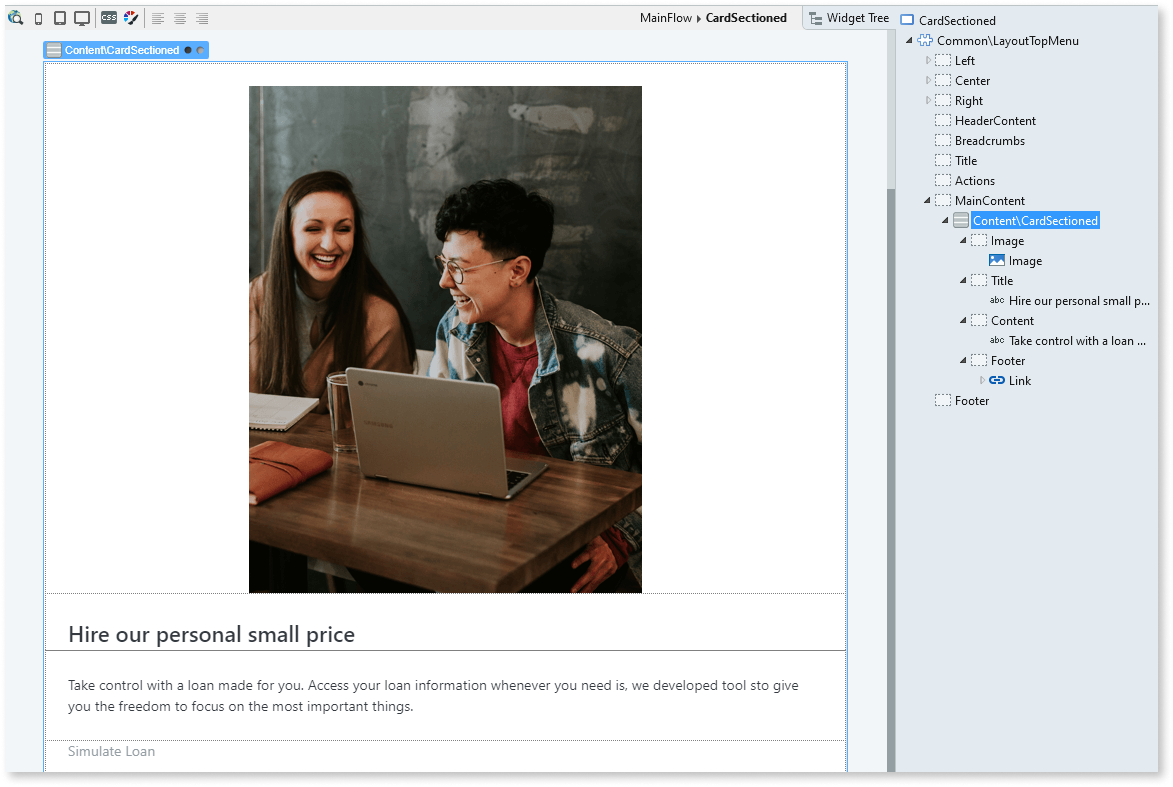 CSS
MainFlow CardSectioned
Widget Tree
CardSectioned
Content\CardSectioned
Common\LayoutTopMenu
Left
Center
Right
HeaderContent
Breadcrumbs
Title
Actions
MainContent
Content\CardSectioned
Image
Image
Title
abc Hire our personal small p...
Content
abc Take control with a loan ...
Footer
Link
Footer
Hire our personal small price
Take control with a loan made for you. Access your loan information whenever you need is, we developed tool sto give
you the freedom to focus on the most important things.
Simulate Loan